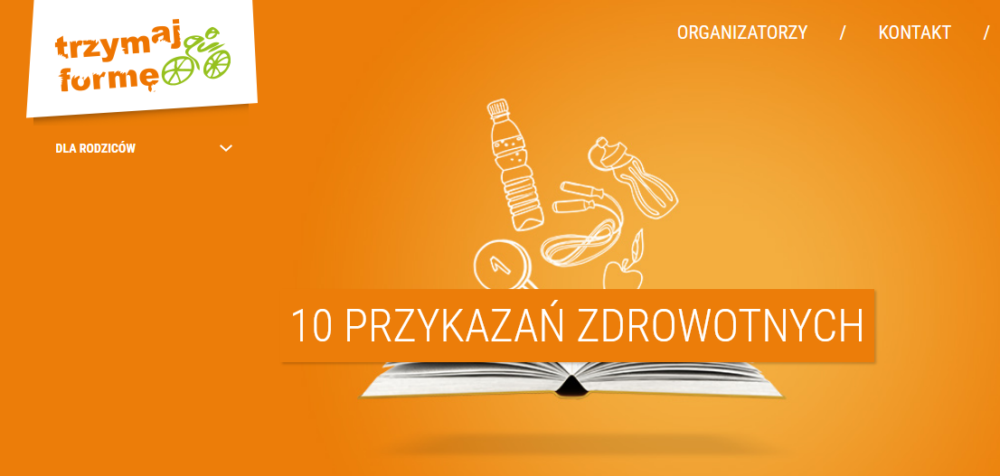 trzymaj
formę
ORGANIZATORZY / KONTAKT /
DLA RODZICÓW
10 PRZYKAZAŃ ZDROWOTNYCH